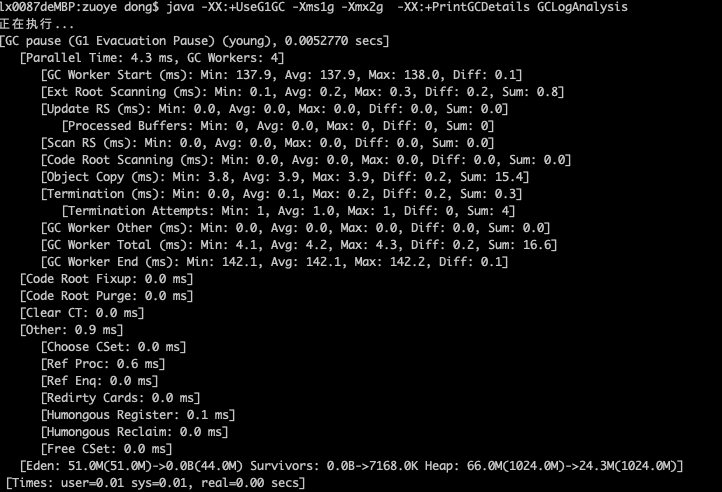 lx0087deMBP:zuoye dong$ java -XX:+UseG1GC -Xms1g -Xmx2g  -XX:+PrintGCDetails GCLogAnalysis
正在执行...
[GC pause (G1 Evacuation Pause) (young), 0.0052770 secs]
   [Parallel Time: 4.3 ms, GC Workers: 4]
      [GC Worker Start (ms): Min: 137.9, Avg: 137.9, Max: 138.0, Diff: 0.1]
      [Ext Root Scanning (ms): Min: 0.1, Avg: 0.2, Max: 0.3, Diff: 0.2, Sum: 0.8]
      [Update RS (ms): Min: 0.0, Avg: 0.0, Max: 0.0, Diff: 0.0, Sum: 0.0]
         [Processed Buffers: Min: 0, Avg: 0.0, Max: 0, Diff: 0, Sum: 0]
      [Scan RS (ms): Min: 0.0, Avg: 0.0, Max: 0.0, Diff: 0.0, Sum: 0.0]
      [Code Root Scanning (ms): Min: 0.0, Avg: 0.0, Max: 0.0, Diff: 0.0, Sum: 0.0]
      [Object Copy (ms): Min: 3.8, Avg: 3.9, Max: 3.9, Diff: 0.2, Sum: 15.4]
      [Termination (ms): Min: 0.0, Avg: 0.1, Max: 0.2, Diff: 0.2, Sum: 0.3]
         [Termination Attempts: Min: 1, Avg: 1.0, Max: 1, Diff: 0, Sum: 4]
      [GC Worker Other (ms): Min: 0.0, Avg: 0.0, Max: 0.0, Diff: 0.0, Sum: 0.0]
      [GC Worker Total (ms): Min: 4.1, Avg: 4.2, Max: 4.3, Diff: 0.2, Sum: 16.6]
      [GC Worker End (ms): Min: 142.1, Avg: 142.1, Max: 142.2, Diff: 0.1]
   [Code Root Fixup: 0.0 ms]
   [Code Root Purge: 0.0 ms]
   [Clear CT: 0.0 ms]
   [Other: 0.9 ms]
      [Choose CSet: 0.0 ms]
      [Ref Proc: 0.6 ms]
      [Ref Enq: 0.0 ms]
      [Redirty Cards: 0.0 ms]
      [Humongous Register: 0.1 ms]
      [Humongous Reclaim: 0.0 ms]
      [Free CSet: 0.0 ms]
   [Eden: 51.0M(51.0M)->0.0B(44.0M) Survivors: 0.0B->7168.0K Heap: 66.0M(1024.0M)->24.3M(1024.0M)]
 [Times: user=0.01 sys=0.01, real=0.00 secs]